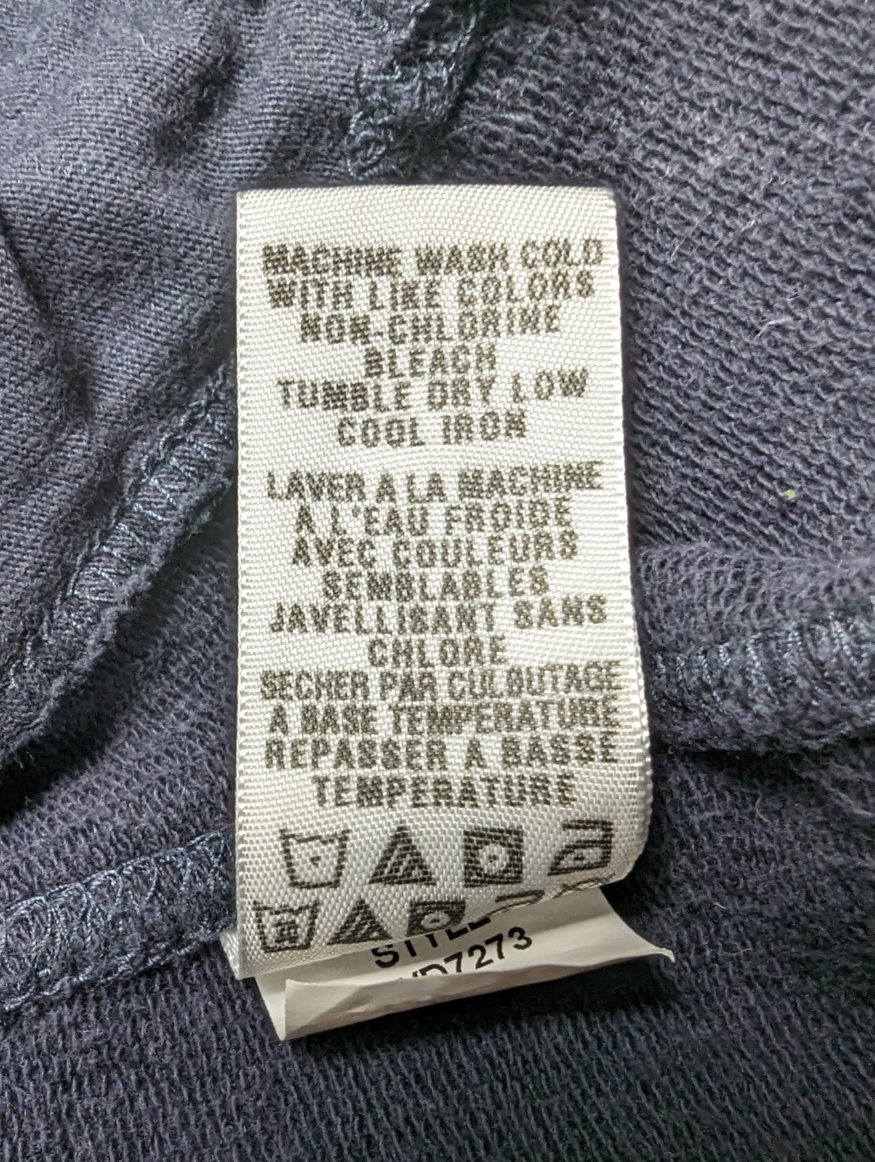 MACHINE WASH COLD
WITH LIKE COLORS
NON-CHLORINE
BLEACH
TUMBLE DRY LOW
COOL IRON
LAVER A LA MACHINE
A L'EAU FROIDE
AVEC COULEURS
SEMBLABLES
JAVELLISANT SANS
CHLORE
SECHER PAR CULBUTAGE
A BASE TEMPERATURE
REPASSER A BASSE
TEMPERATURE
STYLE